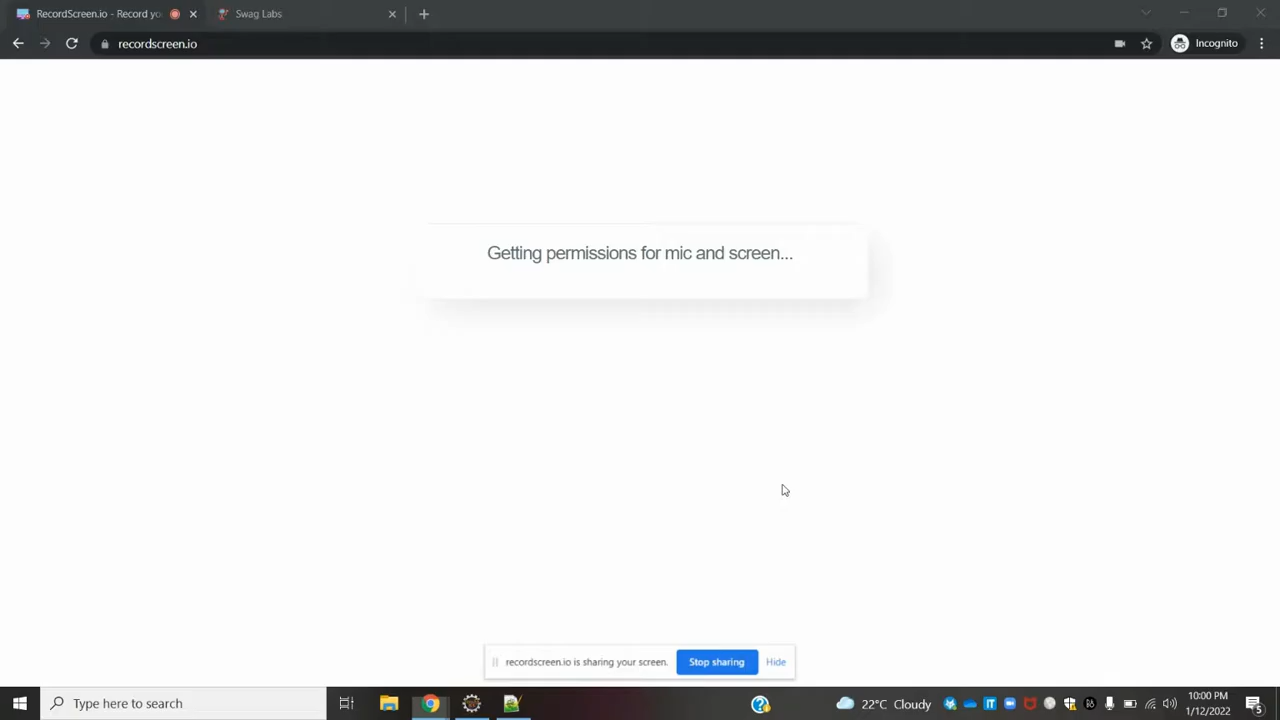 RecordScreen.io - Record yo
Swag Labs
recordscreen.io
Incognito
Getting permissions for mic and screen...
recordscreen.io is sharing your screen.
Stop sharing
Hide
Type here to search
22°C Cloudy
10:00 PM
1/12/2022
5